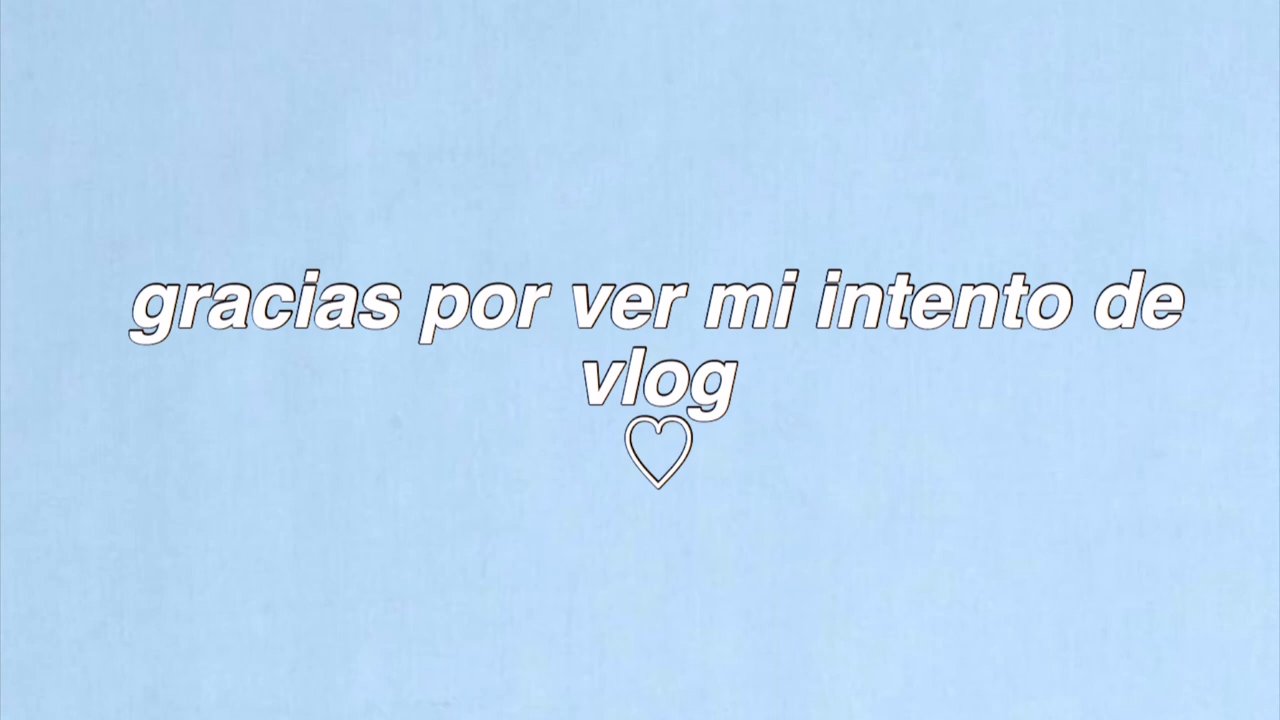 gracias por ver mi intento de
vlog
♡